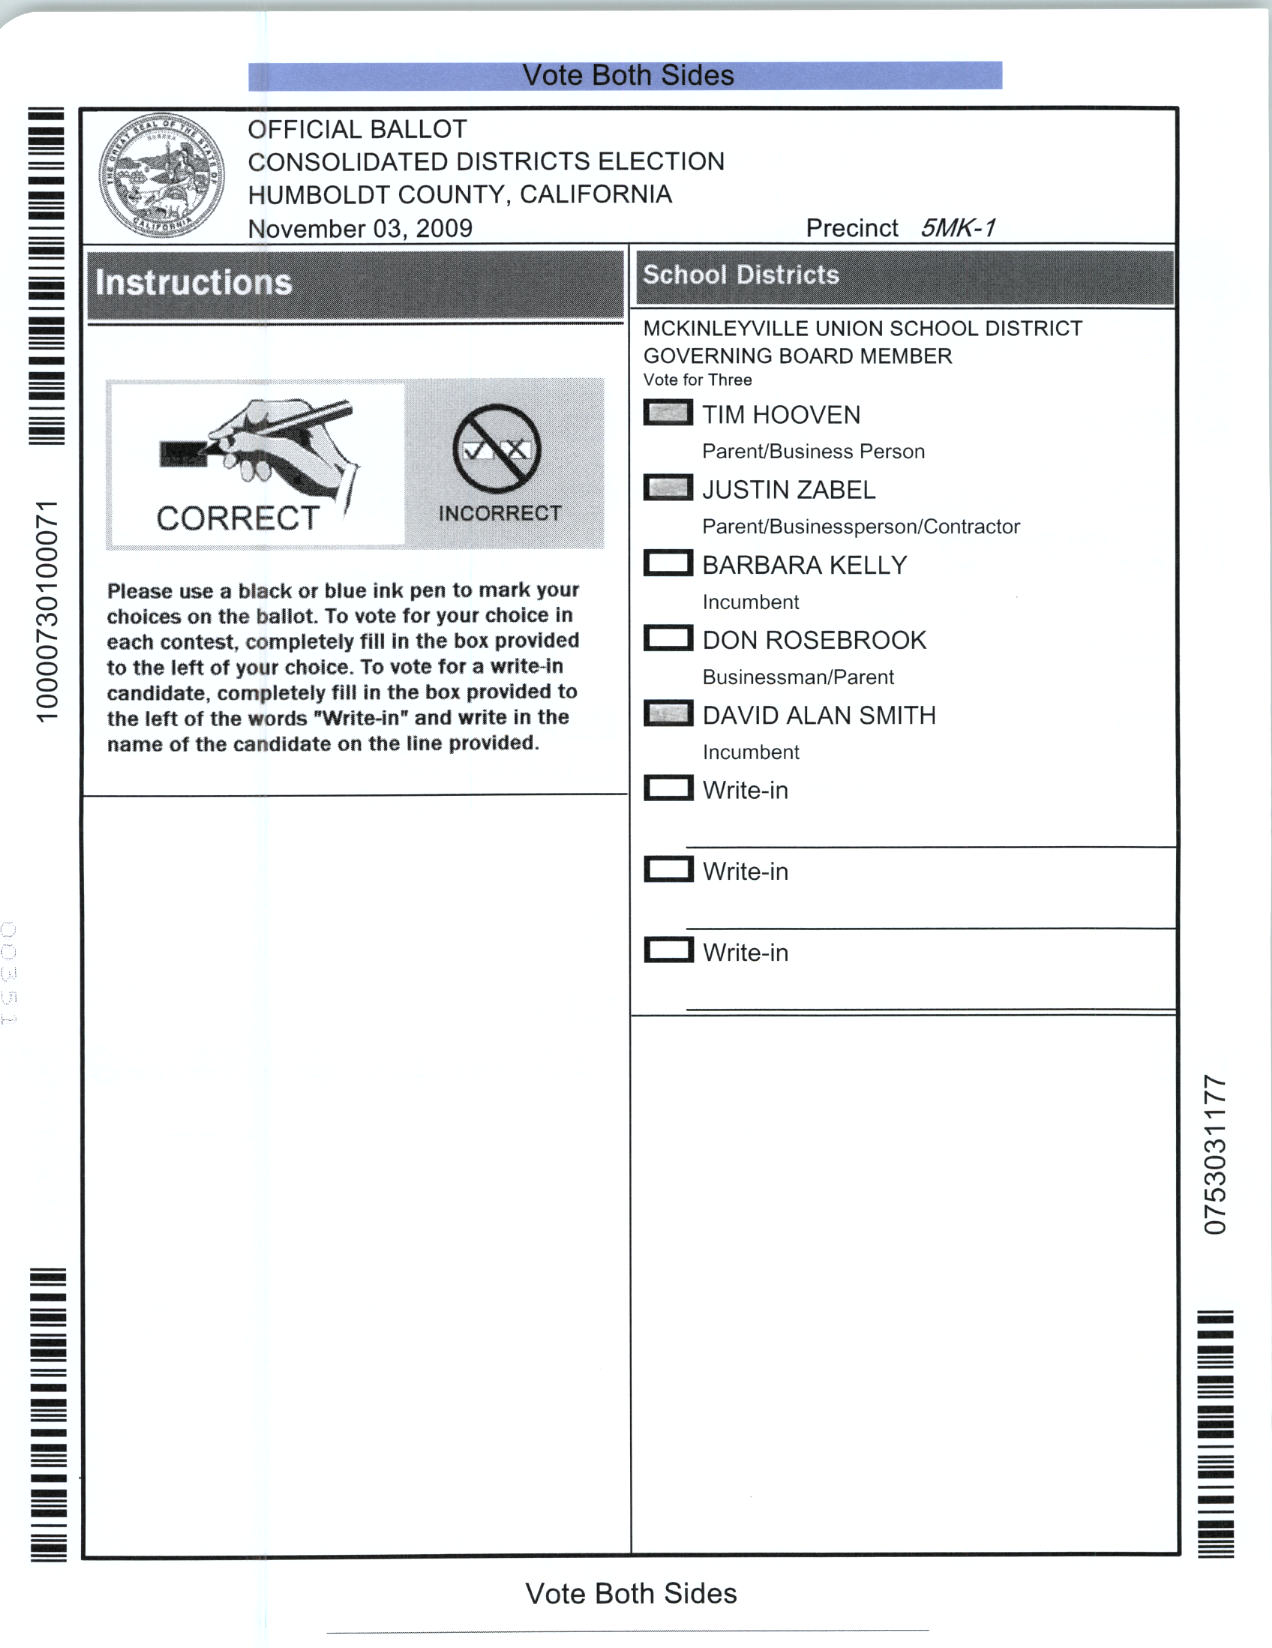 Vote Both Sides
THE GREAT SEAL OF THE STATE OF CALIFORNIA
EUREKA
OFFICIAL BALLOT
CONSOLIDATED DISTRICTS ELECTION
HUMBOLDT COUNTY, CALIFORNIA
November 03, 2009
Precinct 5MK-1
Instructions
CORRECT
INCORRECT
Please use a black or blue ink pen to mark your
choices on the ballot. To vote for your choice in
each contest, completely fill in the box provided
to the left of your choice. To vote for a write-in
candidate, completely fill in the box provided to
the left of the words "Write-in" and write in the
name of the candidate on the line provided.
School Districts
MCKINLEYVILLE UNION SCHOOL DISTRICT
GOVERNING BOARD MEMBER
Vote for Three
TIM HOOVEN
Parent/Business Person
JUSTIN ZABEL
Parent/Businessperson/Contractor
BARBARA KELLY
Incumbent
DON ROSEBROOK
Businessman/Parent
DAVID ALAN SMITH
Incumbent
Write-in
Write-in
Write-in
10000730100071
00351
0753031177
Vote Both Sides